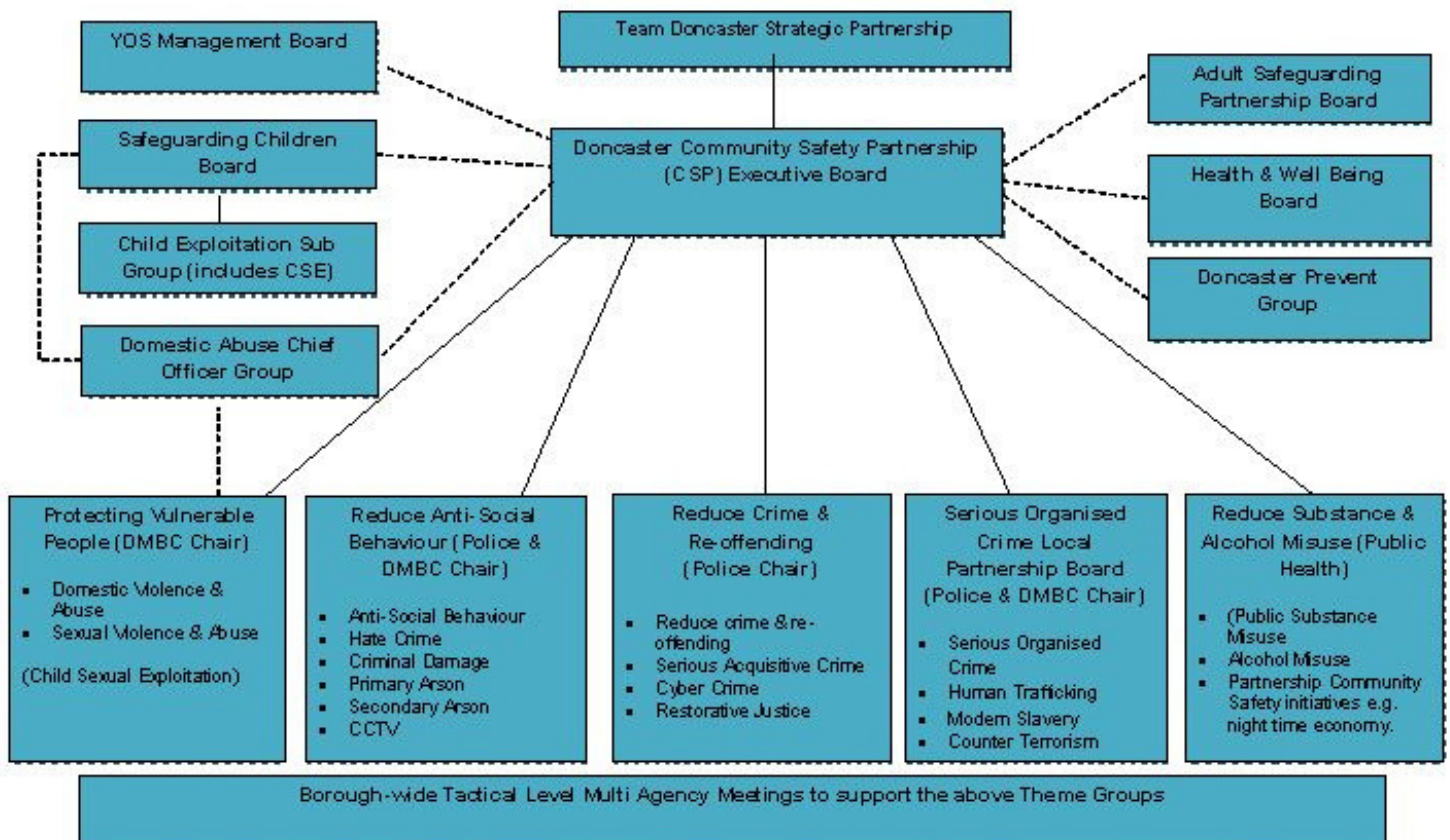 YOS Management Board
Team Doncaster Strategic Partnership
Adult Safeguarding
Partnership Board
Safeguarding Children
Board
Doncaster Community Safety Partnership
(CSP) Executive Board
Health & Well Being
Board
Child Exploitation Sub
Group (includes CSE)
Doncaster Prevent
Group
Domestic Abuse Chief
Officer Group
Protecting Vulnerable
People (DMBC Chair)
▪ Domestic Violence &
Abuse
▪ Sexual Violence & Abuse
(Child Sexual Exploitation)
Reduce Anti-Social
Behaviour (Police &
DMBC Chair)
▪ Anti-Social Behaviour
▪ Hate Crime
▪ Criminal Damage
▪ Primary Arson
▪ Secondary Arson
▪ CCTV
Reduce Crime &
Re-offending
(Police Chair)
▪ Reduce crime & re-
offending
▪ Serious Acquisitive Crime
▪ Cyber Crime
▪ Restorative Justice
Serious Organised
Crime Local
Partnership Board
(Police & DMBC Chair)
▪ Serious Organised
Crime
▪ Human Trafficking
▪ Modern Slavery
▪ Counter Terrorism
Reduce Substance &
Alcohol Misuse (Public
Health)
▪ (Public Substance
Misuse
▪ Alcohol Misuse
▪ Partnership Community
Safety initiatives e.g.
night time economy.
Borough-wide Tactical Level Multi Agency Meetings to support the above Theme Groups